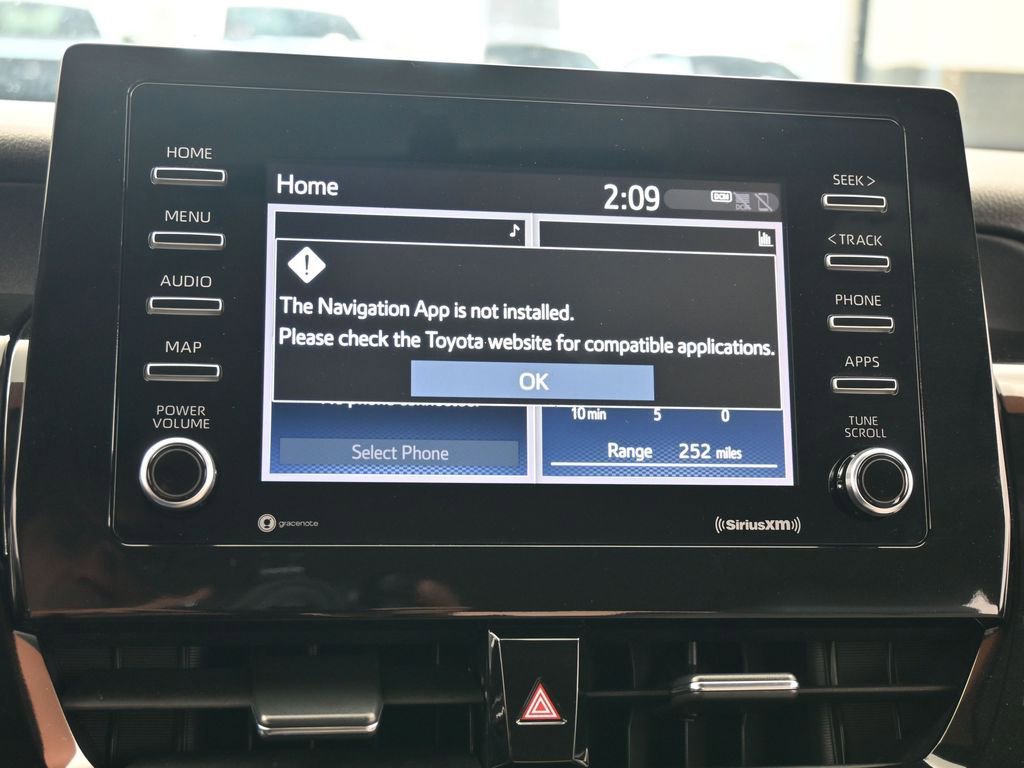 HOME
MENU
AUDIO
MAP
POWER
VOLUME
Home
2:09
DCM
DCM
The Navigation App is not installed.
Please check the Toyota website for compatible applications.
OK
Select Phone
10 min 5 0
Range 252 miles
SEEK >
< TRACK
PHONE
APPS
TUNE
SCROLL
gracenote
((SiriusXM))